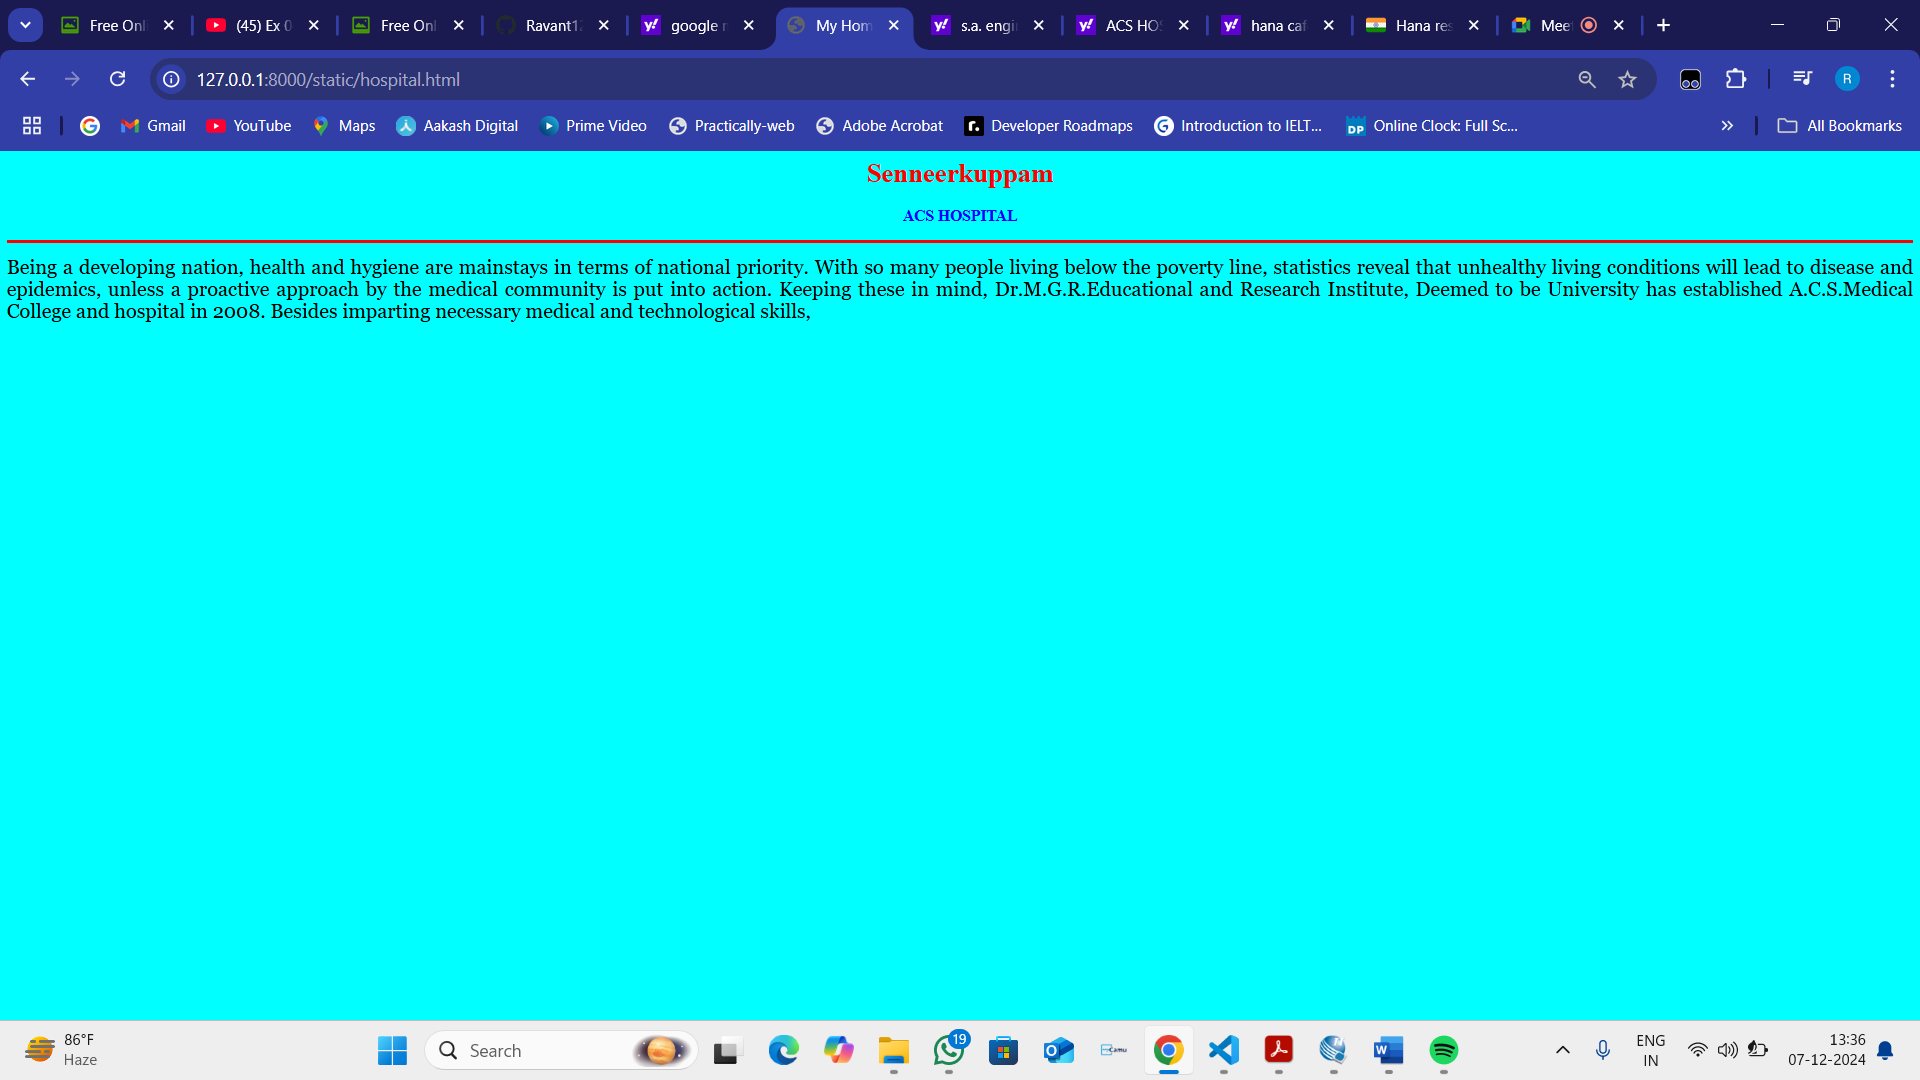 Free Onl
(45) Ex 0
Free Onl
Ravant12
google m
My Hom
s.a. engi
ACS HOS
hana caf
Hana res
Meet
127.0.0.1:8000/static/hospital.html
R
Gmail
YouTube
Maps
Aakash Digital
Prime Video
Practically-web
Adobe Acrobat
Developer Roadmaps
Introduction to IELT...
Online Clock: Full Sc...
All Bookmarks
Senneerkuppam
ACS HOSPITAL
Being a developing nation, health and hygiene are mainstays in terms of national priority. With so many people living below the poverty line, statistics reveal that unhealthy living conditions will lead to disease and
epidemics, unless a proactive approach by the medical community is put into action. Keeping these in mind, Dr.M.G.R.Educational and Research Institute, Deemed to be University has established A.C.S.Medical
College and hospital in 2008. Besides imparting necessary medical and technological skills,
86°F
Haze
Search
19
ENG
IN
13:36
07-12-2024